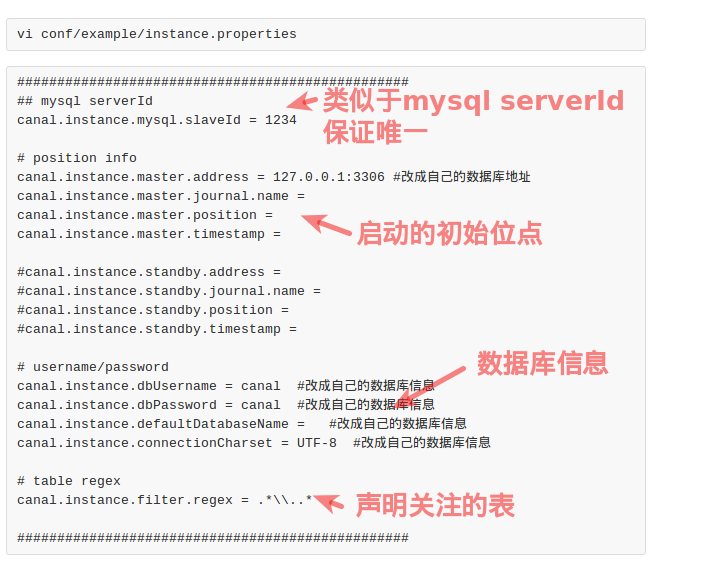 vi conf/example/instance.properties
#################################################
## mysql serverId
canal.instance.mysql.slaveId = 1234
类似于mysql serverId
保证唯一
# position info
canal.instance.master.address = 127.0.0.1:3306 #改成自己的数据库地址
canal.instance.master.journal.name =
canal.instance.master.position =
canal.instance.master.timestamp =
启动的初始位点
#canal.instance.standby.address =
#canal.instance.standby.journal.name =
#canal.instance.standby.position =
#canal.instance.standby.timestamp =
数据库信息
# username/password
canal.instance.dbUsername = canal  #改成自己的数据库信息
canal.instance.dbPassword = canal  #改成自己的数据库信息
canal.instance.defaultDatabaseName =   #改成自己的数据库信息
canal.instance.connectionCharset = UTF-8  #改成自己的数据库信息
# table regex
canal.instance.filter.regex = .*\\..*
声明关注的表
#################################################